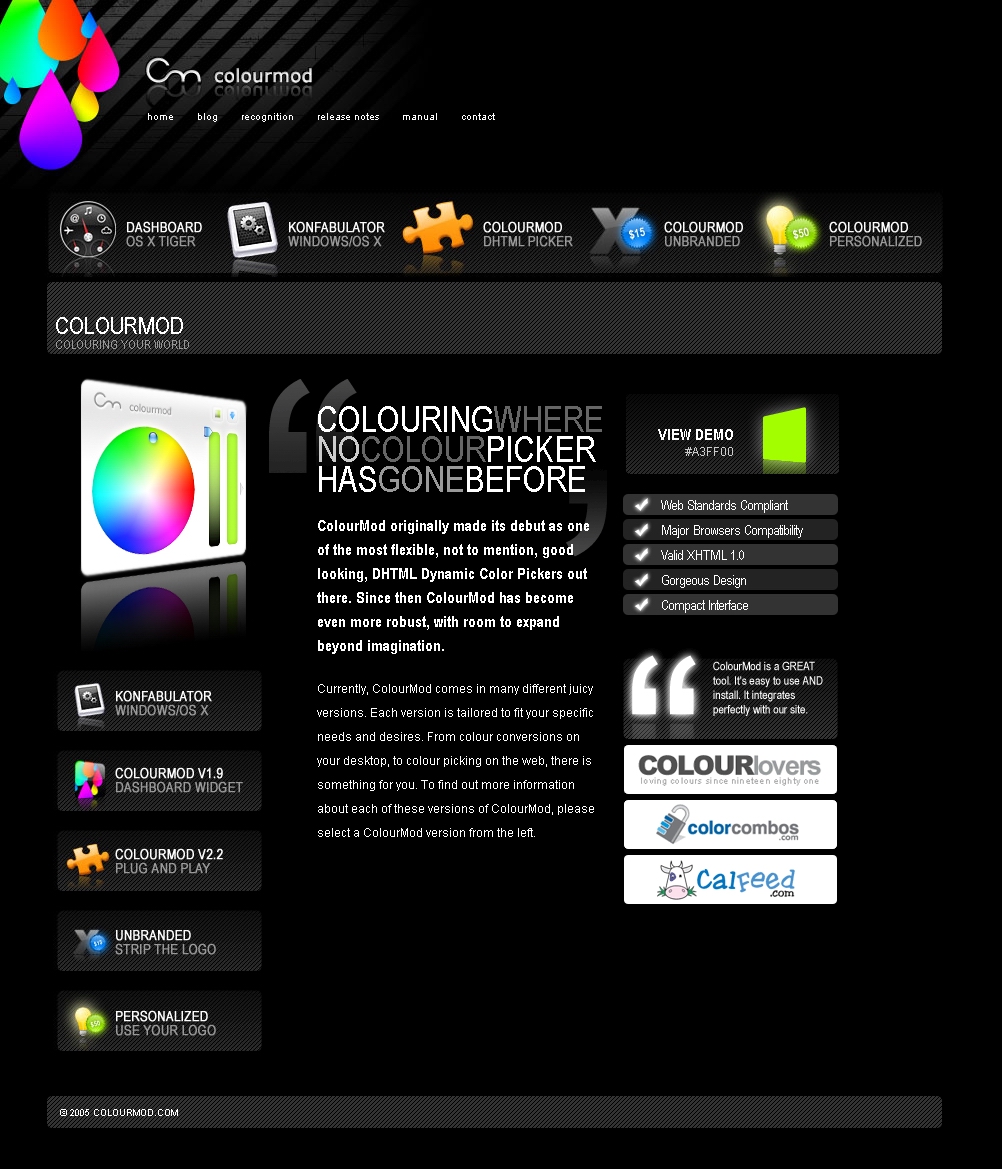 Cm colourmod
home blog recognition release notes manual contact
DASHBOARD
OS X TIGER
KONFABULATOR
WINDOWS/OS X
COLOURMOD
DHTML PICKER
$15
COLOURMOD
UNBRANDED
$50
COLOURMOD
PERSONALIZED
COLOURMOD
COLOURING YOUR WORLD
Cm colourmod
KONFABULATOR
WINDOWS/OS X
COLOURMOD V1.9
DASHBOARD WIDGET
COLOURMOD V2.2
PLUG AND PLAY
$15
UNBRANDED
STRIP THE LOGO
$50
PERSONALIZED
USE YOUR LOGO
“
COLOURINGWHERE
NOCOLOURPICKER
HASGONEBEFORE
ColourMod originally made its debut as one
of the most flexible, not to mention, good
looking, DHTML Dynamic Color Pickers out
there. Since then ColourMod has become
even more robust, with room to expand
beyond imagination.
Currently, ColourMod comes in many different juicy
versions. Each version is tailored to fit your specific
needs and desires. From colour conversions on
your desktop, to colour picking on the web, there is
something for you. To find out more information
about each of these versions of ColourMod, please
select a ColourMod version from the left.
VIEW DEMO
#A3FF00
Web Standards Compliant
Major Browsers Compatibility
Valid XHTML 1.0
Gorgeous Design
Compact Interface
“
ColourMod is a GREAT
tool. It's easy to use AND
install. It integrates
perfectly with our site.
COLOURlovers
loving colours since nineteen eighty one
colorcombos
.com
CalFeed
.com
© 2005 COLOURMOD.COM